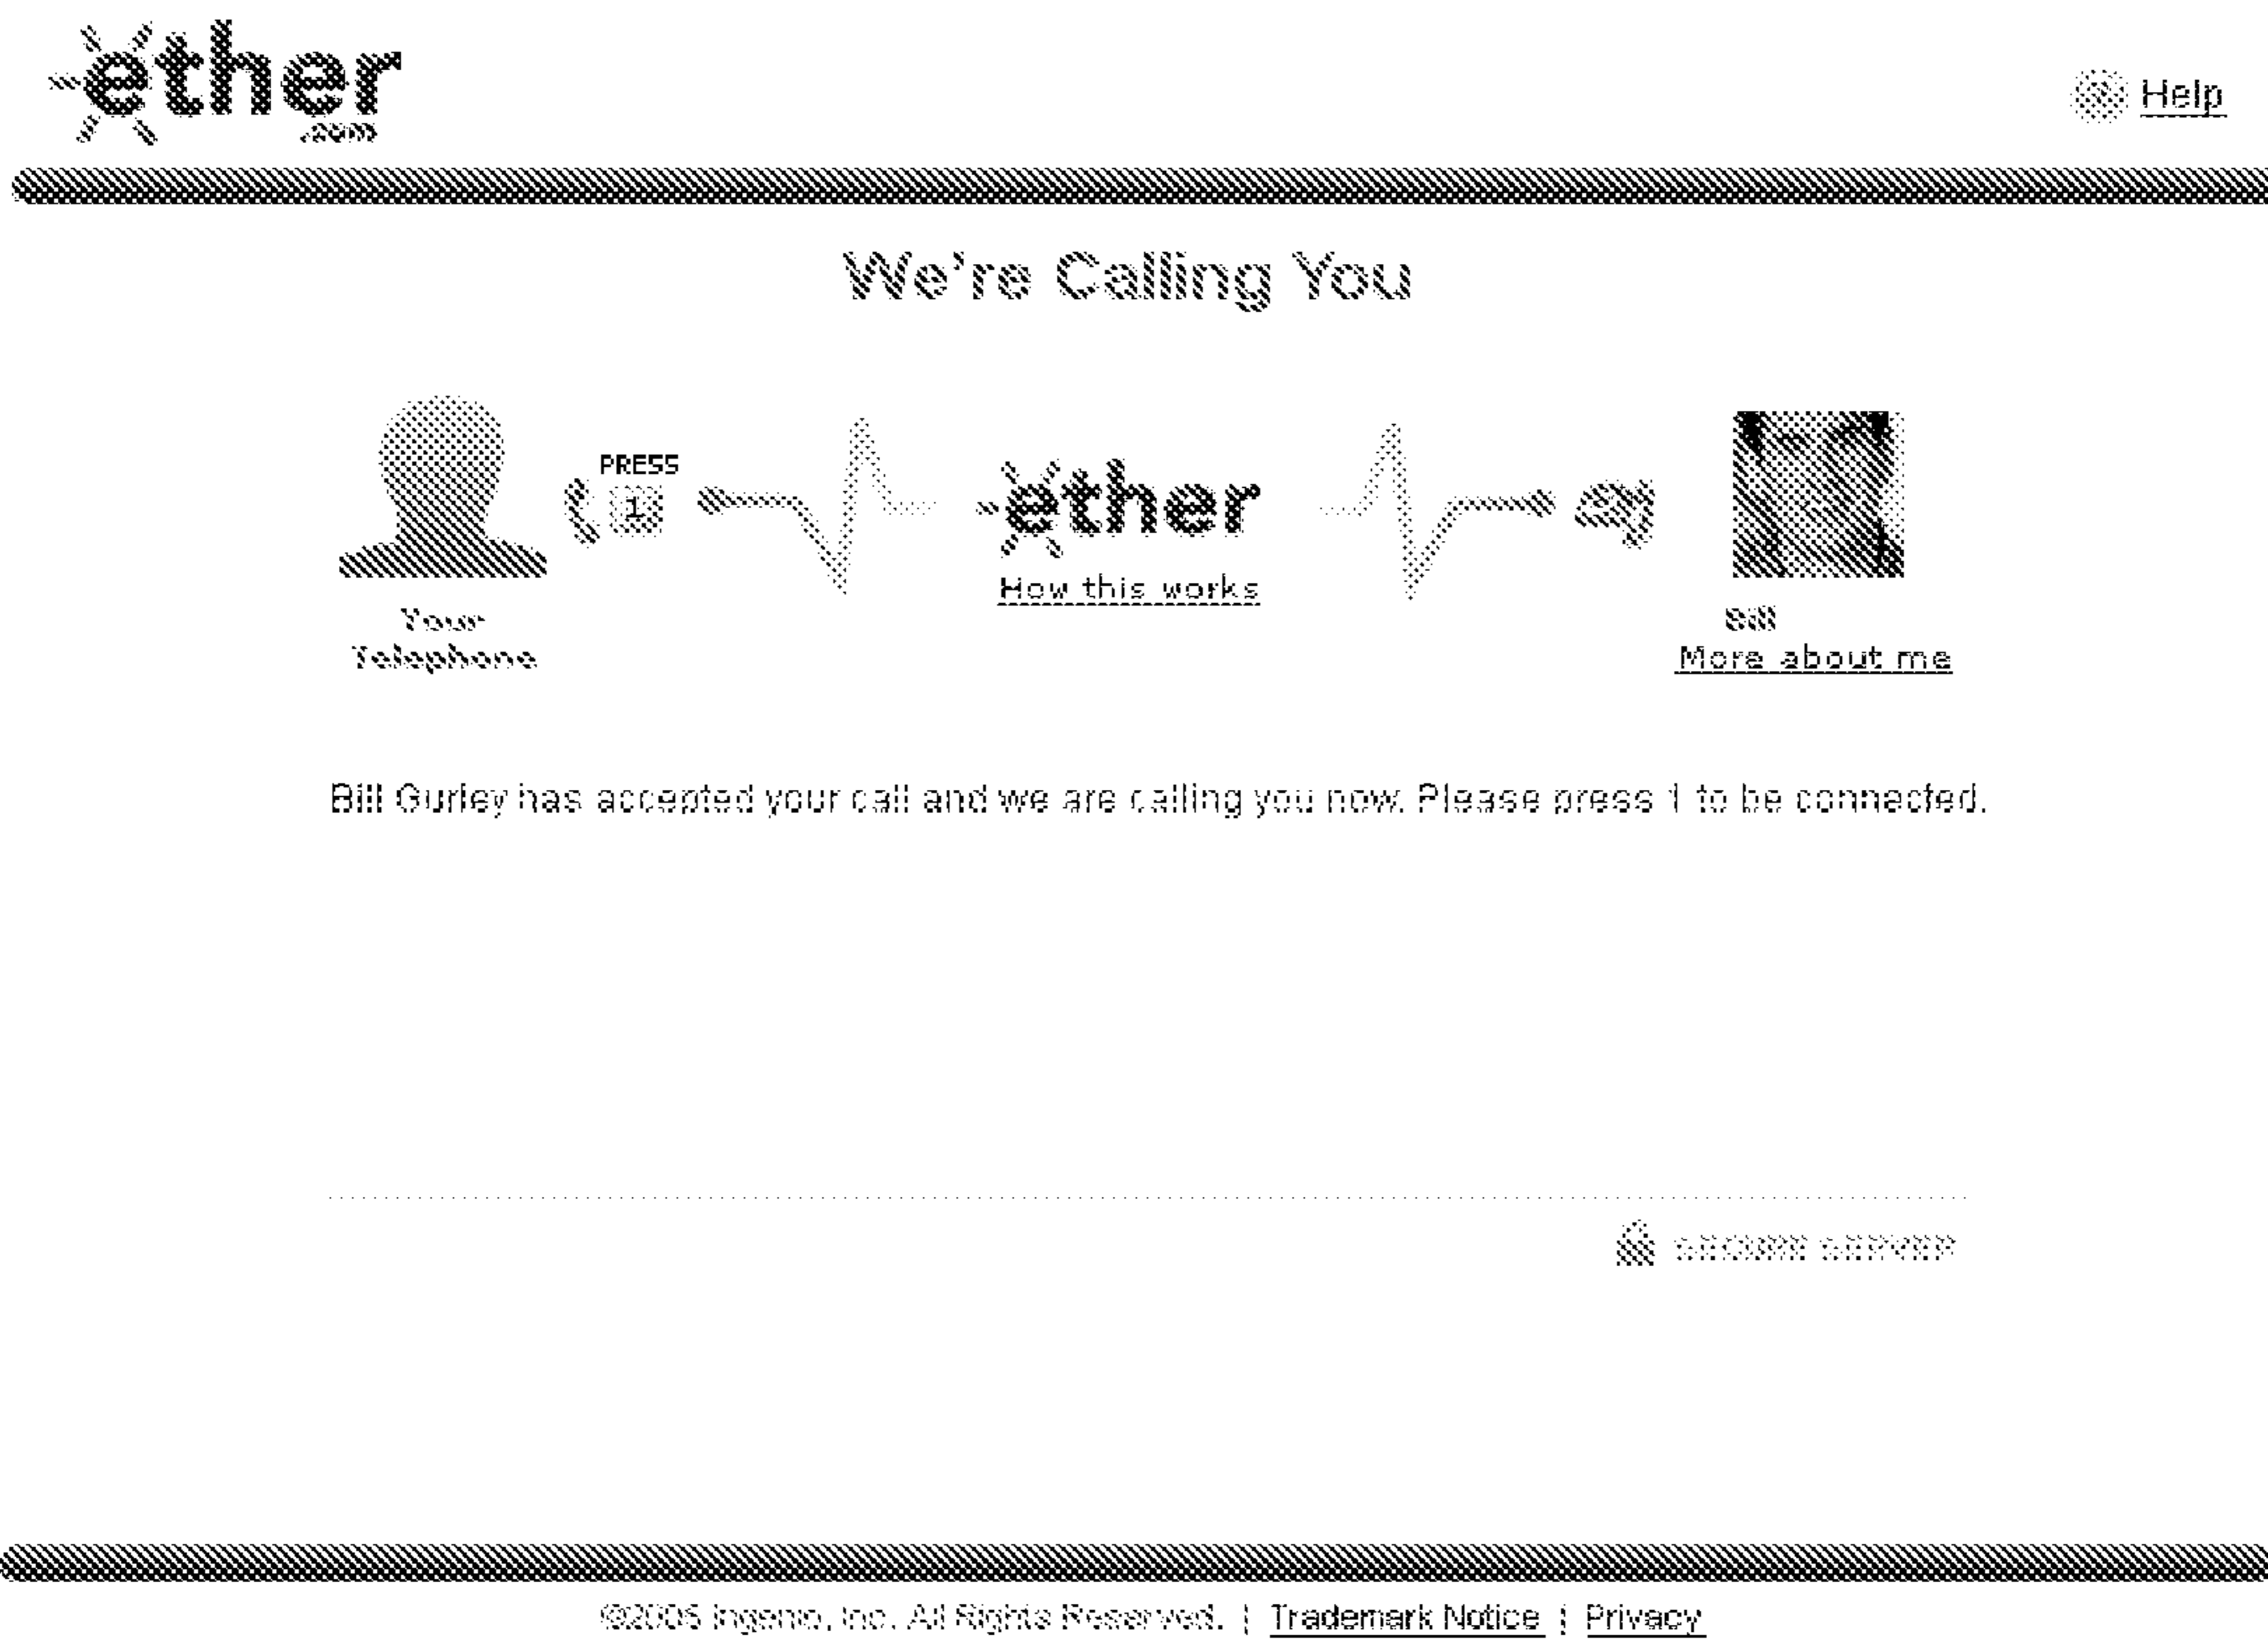 ether
.com
Help
We're Calling You
PRESS
1
ether
How this works
Your
Telephone
Bill
More about me
Bill Gurley has accepted your call and we are calling you now. Please press 1 to be connected.
SECURE SERVER
©2005 Ingenio, Inc. All Rights Reserved. | Trademark Notice | Privacy